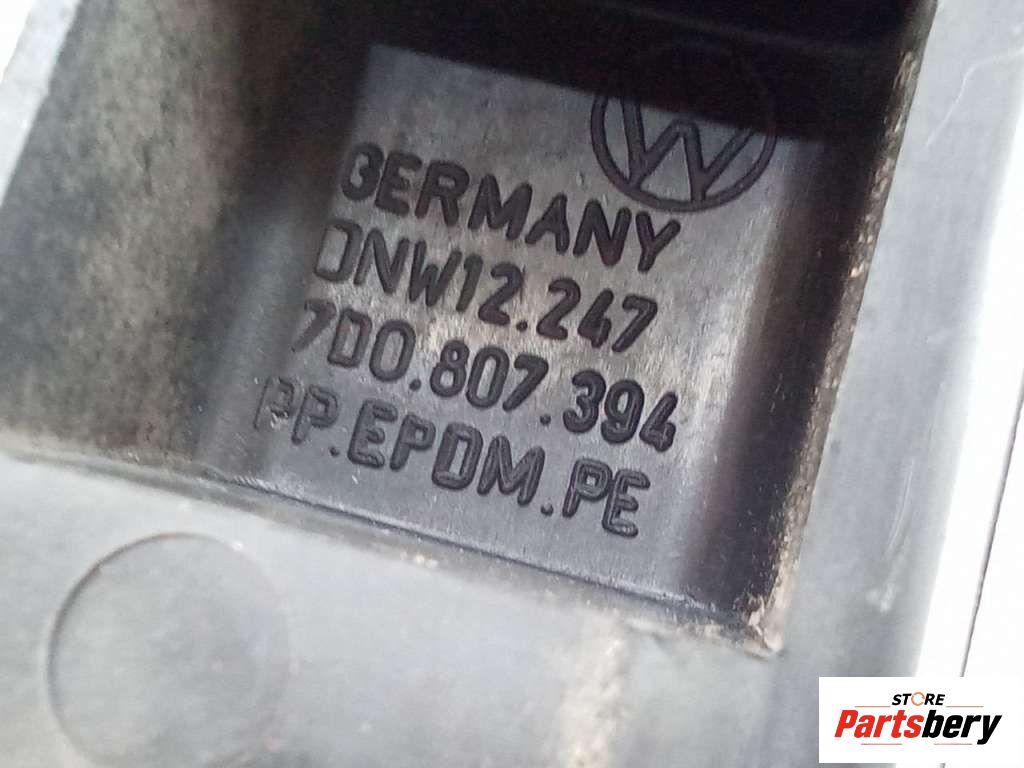 GERMANY
DNW12.247
7D0.807.394
PP.EPDM.PE
STORE
Partsbery